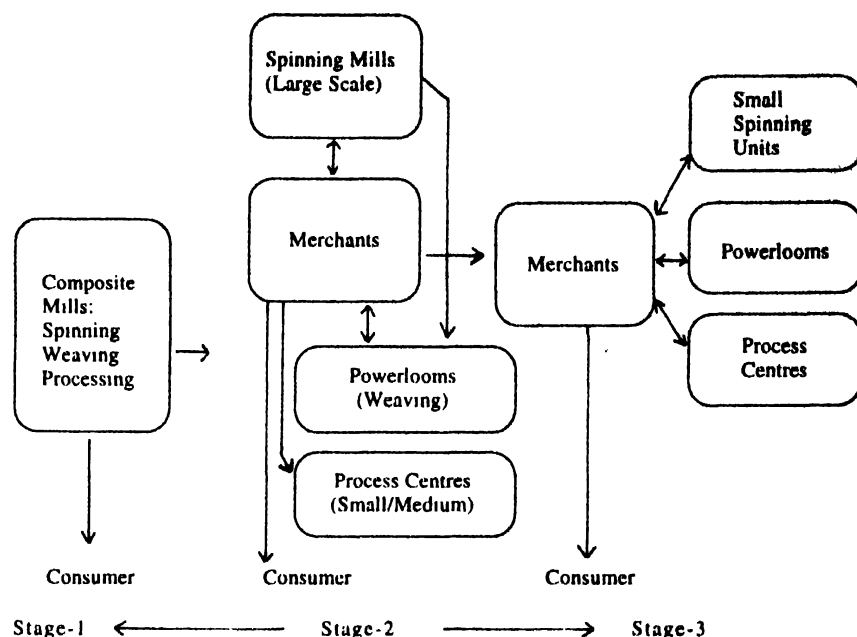 Composite
Mills:
Spinning
Weaving
Processing
Consumer
Spinning Mills
(Large Scale)
Merchants
Powerlooms
(Weaving)
Process Centres
(Small/Medium)
Consumer
Merchants
Small
Spinning
Units
Powerlooms
Process
Centres
Consumer
Stage-1
Stage-2
Stage-3